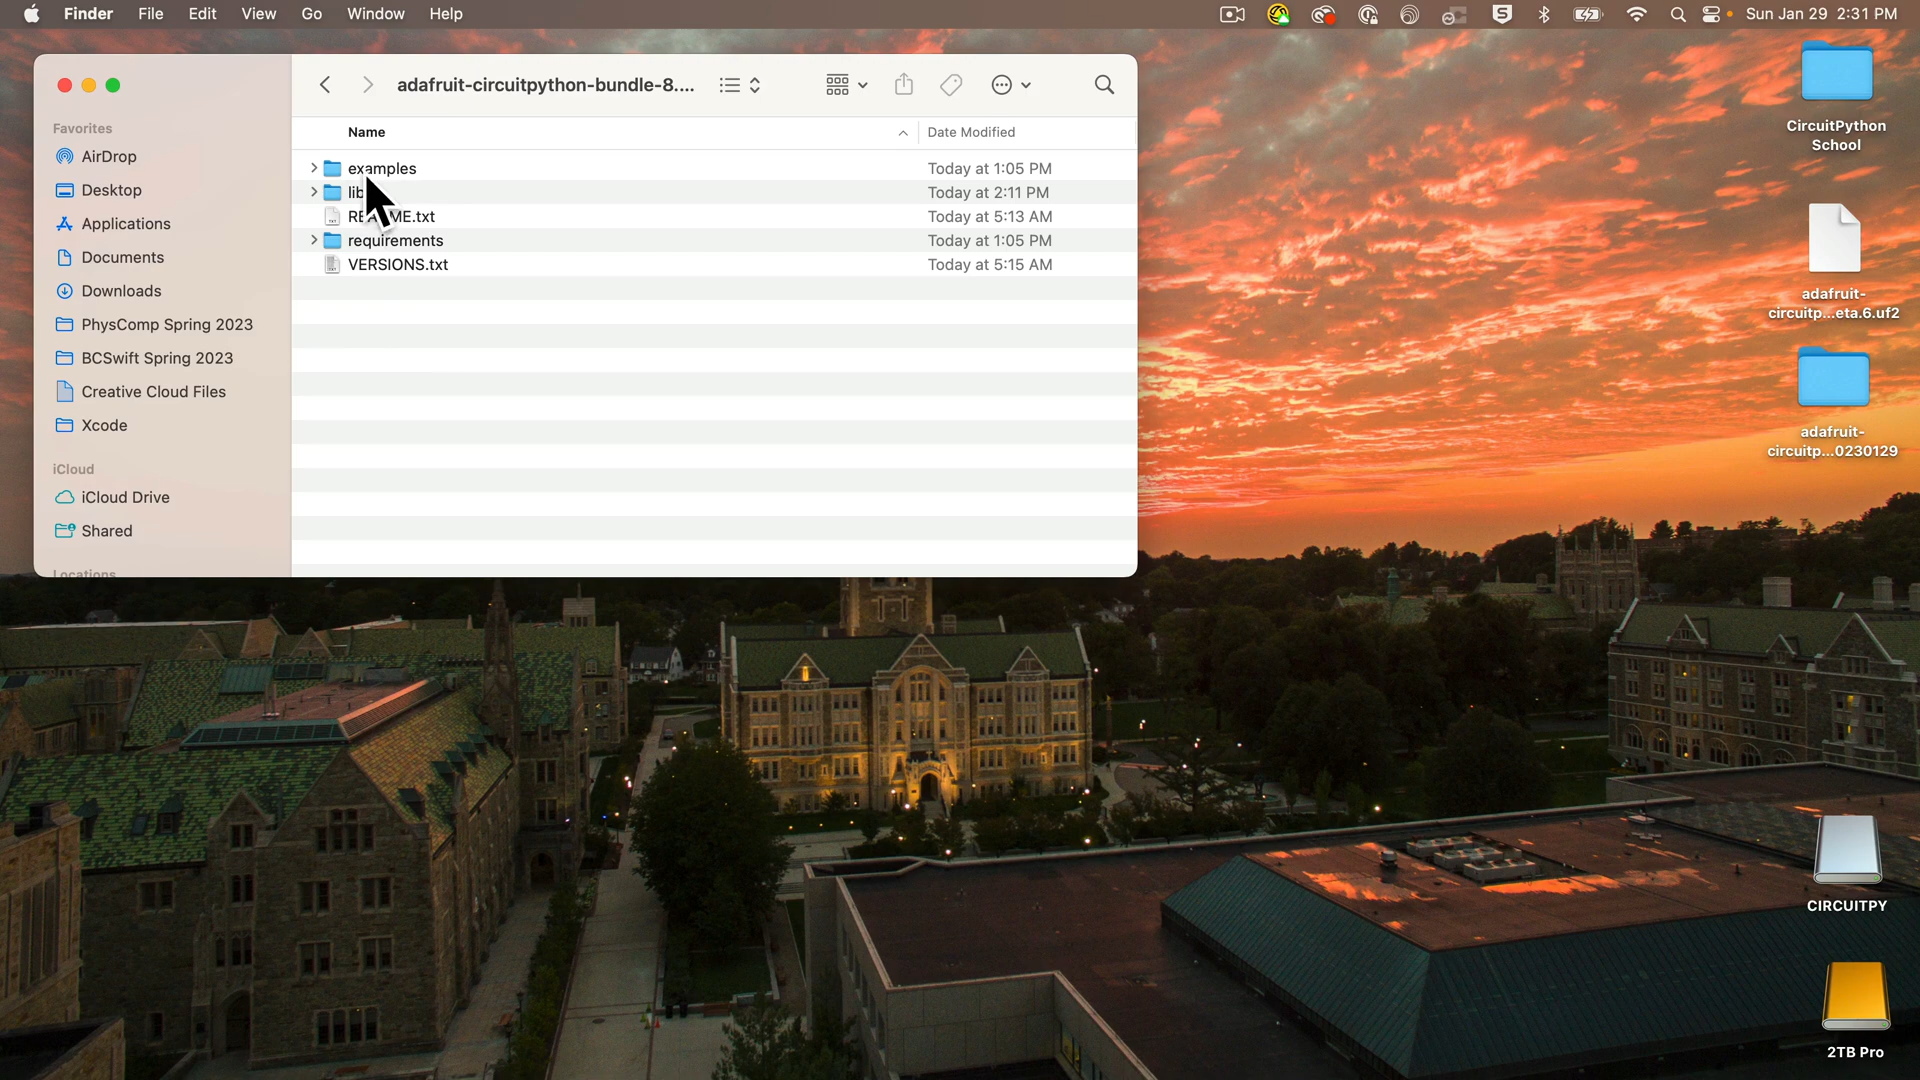 Finder File Edit View Go Window Help
Sun Jan 29 2:31 PM
adafruit-circuitpython-bundle-8....
Favorites
AirDrop
Desktop
Applications
Documents
Downloads
PhysComp Spring 2023
BCSwift Spring 2023
Creative Cloud Files
Xcode
iCloud
iCloud Drive
Shared
Locations
Name Date Modified
examples Today at 1:05 PM
lib Today at 2:11 PM
Today at 5:13 AM
requirements Today at 1:05 PM
VERSIONS.txt Today at 5:15 AM
CircuitPython
School
adafruit-
circuitp...eta.6.uf2
adafruit-
circuitp...0230129
CIRCUITPY
2TB Pro